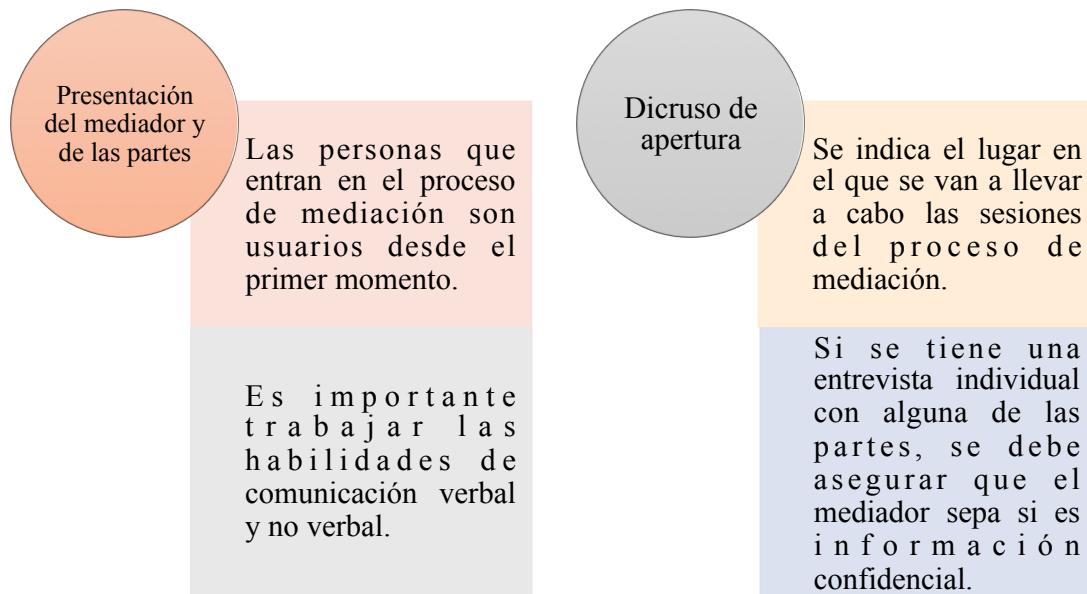 Presentación
del mediador y
de las partes
Las personas que
entran en el proceso
de mediación son
usuarios desde el
primer momento.
Es importante
trabajar las
habilidades de
comunicación verbal
y no verbal.
Dicruso de
apertura
Se indica el lugar en
el que se van a llevar
a cabo las sesiones
del proceso de
mediación.
Si se tiene una
entrevista individual
con alguna de las
partes, se debe
asegurar que el
mediador sepa si es
información
confidencial.